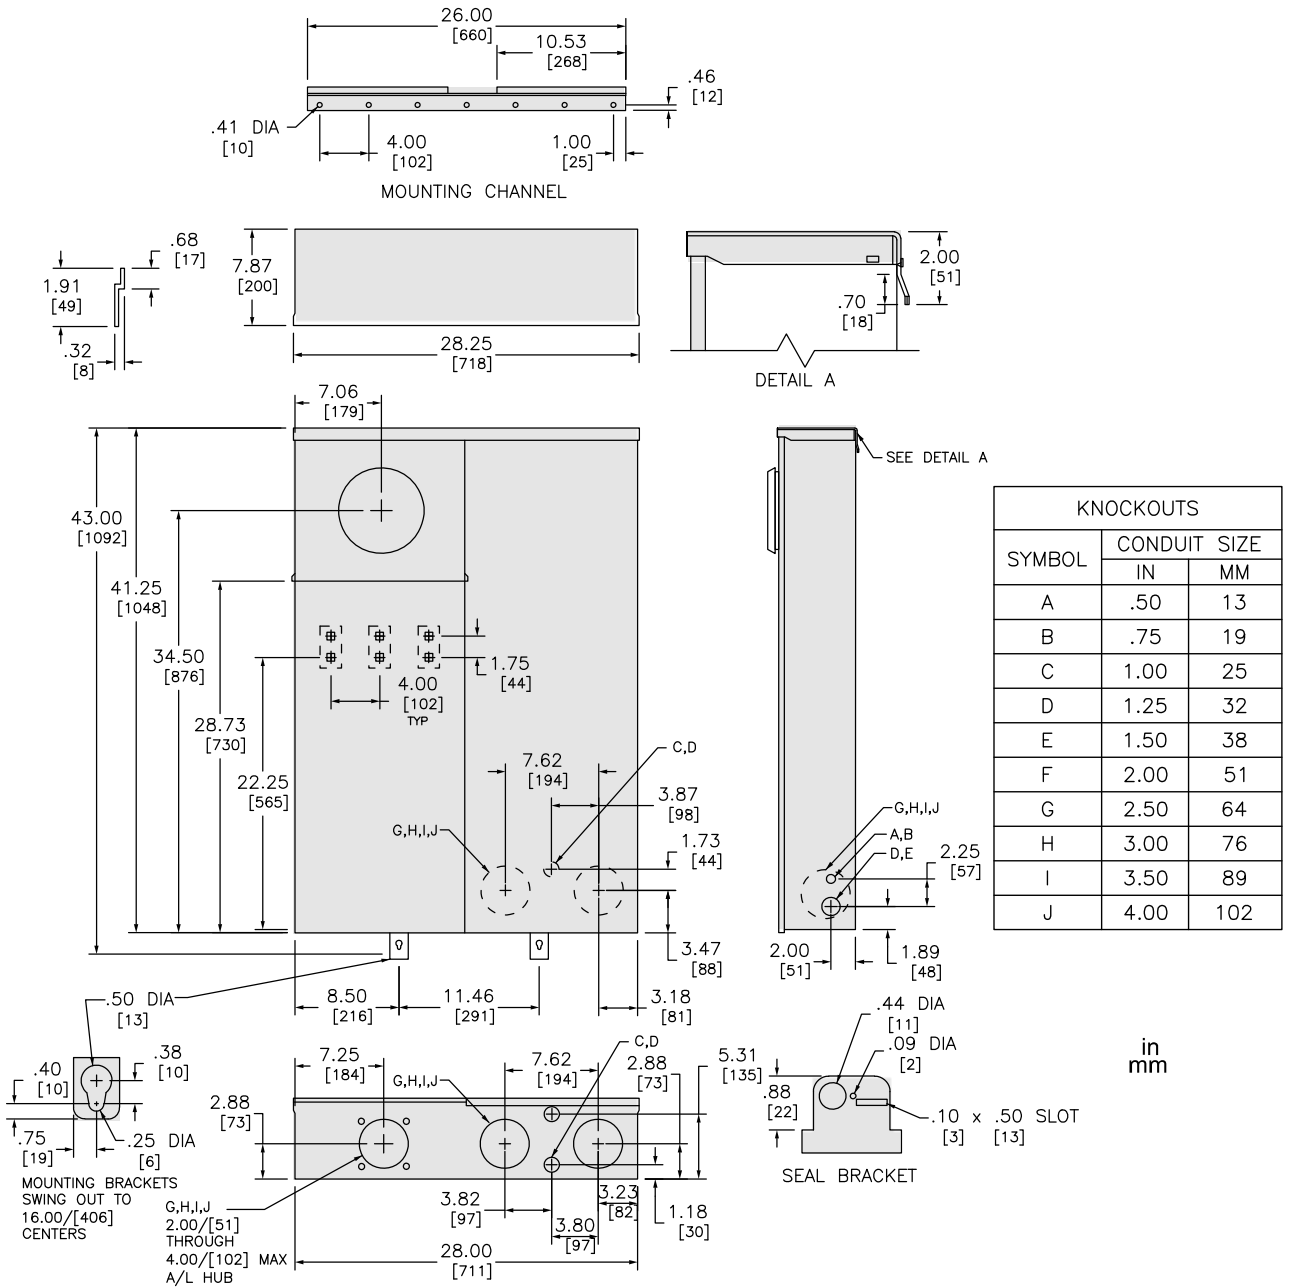 26.00
[660]
10.53
[268]
.46
[12]
.41 DIA
[10]
4.00
[102]
1.00
[25]
MOUNTING CHANNEL
.68
[17]
1.91
[49]
.32
[8]
7.87
[200]
28.25
[718]
2.00
[51]
.70
[18]
DETAIL A
7.06
[179]
43.00
[1092]
41.25
[1048]
34.50
[876]
28.73
[730]
22.25
[565]
1.75
[44]
4.00
[102]
TYP
C,D
7.62
[194]
3.87
[98]
G,H,I,J
1.73
[44]
3.47
[88]
8.50
[216]
11.46
[291]
3.18
[81]
SEE DETAIL A
G,H,I,J
A,B
D,E
2.25
[57]
2.00
[51]
1.89
[48]
KNOCKOUTS
SYMBOL CONDUIT SIZE
IN MM
A .50 13
B .75 19
C 1.00 25
D 1.25 32
E 1.50 38
F 2.00 51
G 2.50 64
H 3.00 76
I 3.50 89
J 4.00 102
.50 DIA
[13]
.40
[10]
.38
[10]
.75
[19]
.25 DIA
[6]
MOUNTING BRACKETS
SWING OUT TO
16.00/[406]
CENTERS
7.25
[184]
G,H,I,J
7.62
[194]
C,D
2.88
[73]
5.31
[135]
2.88
[73]
G,H,I,J
2.00/[51]
THROUGH
4.00/[102] MAX
A/L HUB
3.82
[97]
3.80
[97]
3.23
[82]
1.18
[30]
28.00
[711]
.44 DIA
[11]
.09 DIA
[2]
.88
[22]
.10 x .50 SLOT
[3] [13]
SEAL BRACKET
in
mm